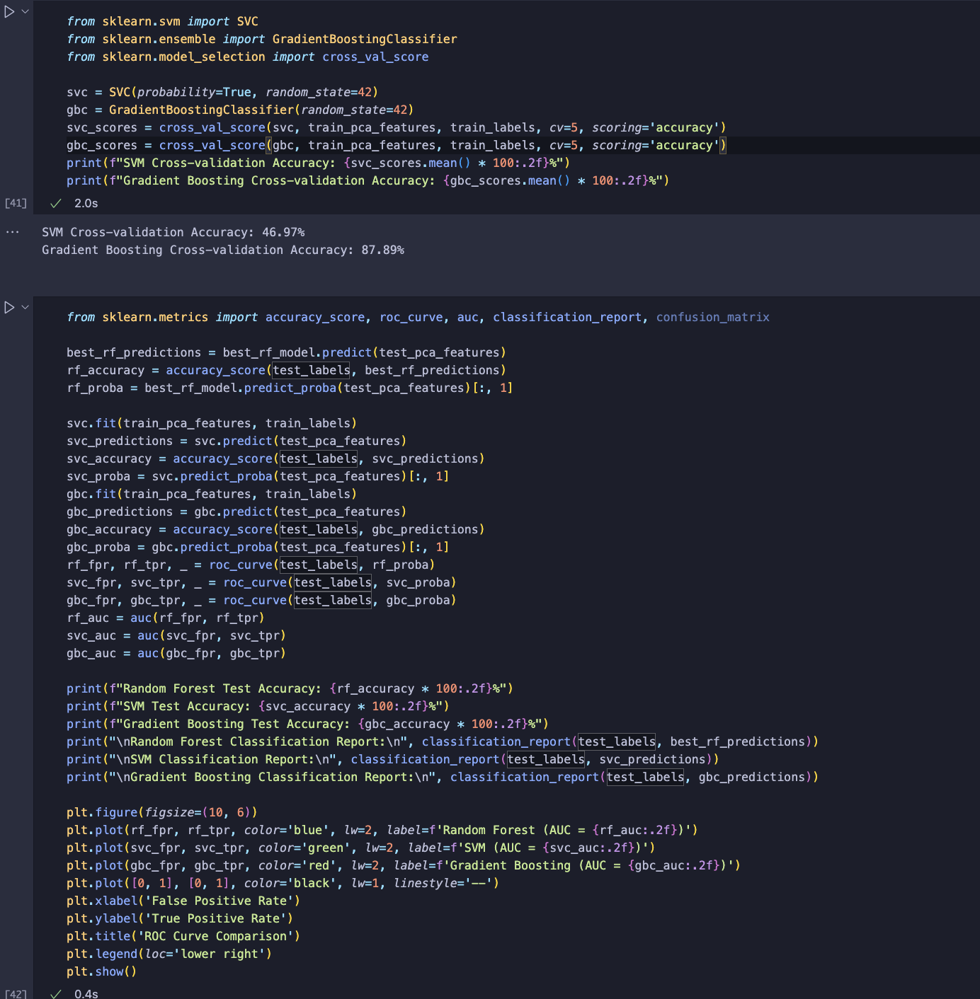 from sklearn.svm import SVC
from sklearn.ensemble import GradientBoostingClassifier
from sklearn.model_selection import cross_val_score

svc = SVC(probability=True, random_state=42)
gbc = GradientBoostingClassifier(random_state=42)
svc_scores = cross_val_score(svc, train_pca_features, train_labels, cv=5, scoring='accuracy')
gbc_scores = cross_val_score(gbc, train_pca_features, train_labels, cv=5, scoring='accuracy')
print(f"SVM Cross-validation Accuracy: {svc_scores.mean() * 100:.2f}%")
print(f"Gradient Boosting Cross-validation Accuracy: {gbc_scores.mean() * 100:.2f}%")
[41] ✓ 2.0s
... SVM Cross-validation Accuracy: 46.97%
Gradient Boosting Cross-validation Accuracy: 87.89%

from sklearn.metrics import accuracy_score, roc_curve, auc, classification_report, confusion_matrix

best_rf_predictions = best_rf_model.predict(test_pca_features)
rf_accuracy = accuracy_score(test_labels, best_rf_predictions)
rf_proba = best_rf_model.predict_proba(test_pca_features)[:, 1]

svc.fit(train_pca_features, train_labels)
svc_predictions = svc.predict(test_pca_features)
svc_accuracy = accuracy_score(test_labels, svc_predictions)
svc_proba = svc.predict_proba(test_pca_features)[:, 1]
gbc.fit(train_pca_features, train_labels)
gbc_predictions = gbc.predict(test_pca_features)
gbc_accuracy = accuracy_score(test_labels, gbc_predictions)
gbc_proba = gbc.predict_proba(test_pca_features)[:, 1]
rf_fpr, rf_tpr, _ = roc_curve(test_labels, rf_proba)
svc_fpr, svc_tpr, _ = roc_curve(test_labels, svc_proba)
gbc_fpr, gbc_tpr, _ = roc_curve(test_labels, gbc_proba)
rf_auc = auc(rf_fpr, rf_tpr)
svc_auc = auc(svc_fpr, svc_tpr)
gbc_auc = auc(gbc_fpr, gbc_tpr)

print(f"Random Forest Test Accuracy: {rf_accuracy * 100:.2f}%")
print(f"SVM Test Accuracy: {svc_accuracy * 100:.2f}%")
print(f"Gradient Boosting Test Accuracy: {gbc_accuracy * 100:.2f}%")
print("\nRandom Forest Classification Report:\n", classification_report(test_labels, best_rf_predictions))
print("\nSVM Classification Report:\n", classification_report(test_labels, svc_predictions))
print("\nGradient Boosting Classification Report:\n", classification_report(test_labels, gbc_predictions))

plt.figure(figsize=(10, 6))
plt.plot(rf_fpr, rf_tpr, color='blue', lw=2, label=f'Random Forest (AUC = {rf_auc:.2f})')
plt.plot(svc_fpr, svc_tpr, color='green', lw=2, label=f'SVM (AUC = {svc_auc:.2f})')
plt.plot(gbc_fpr, gbc_tpr, color='red', lw=2, label=f'Gradient Boosting (AUC = {gbc_auc:.2f})')
plt.plot([0, 1], [0, 1], color='black', lw=1, linestyle='--')
plt.xlabel('False Positive Rate')
plt.ylabel('True Positive Rate')
plt.title('ROC Curve Comparison')
plt.legend(loc='lower right')
plt.show()
[42] ✓ 0.4s